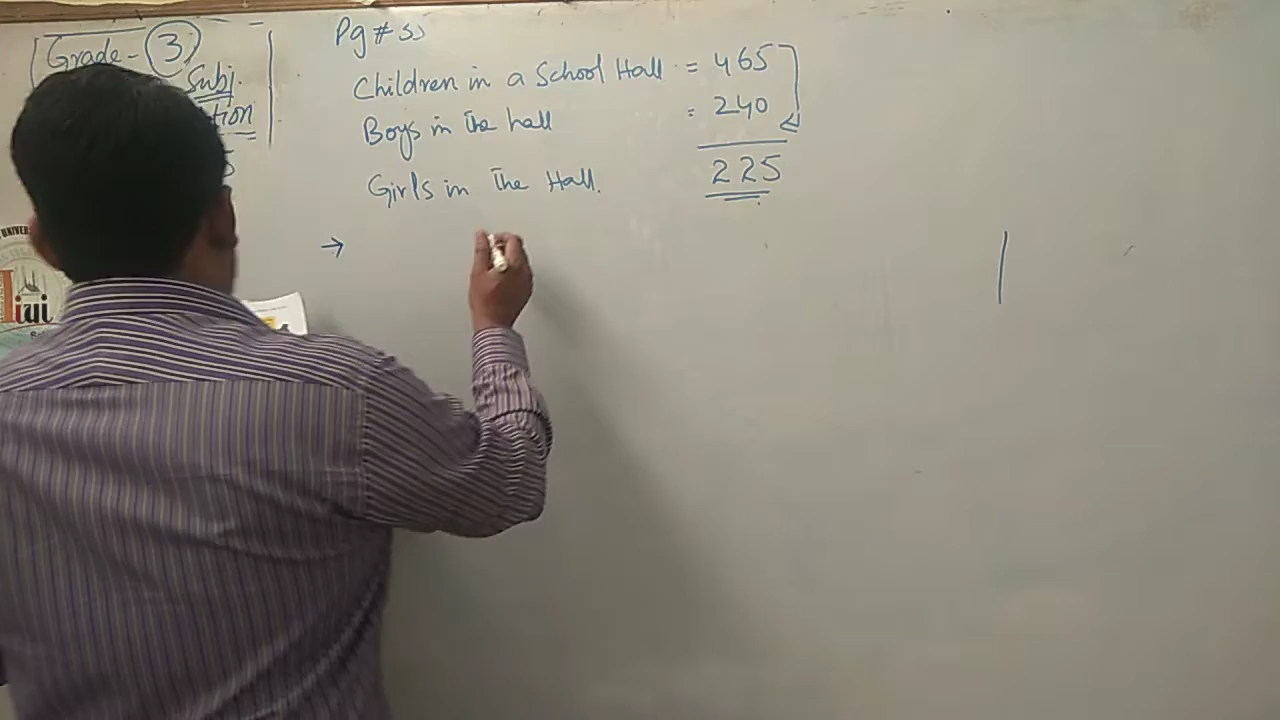 Grade - 3
Subj.
Pg # 55
Children in a School Hall = 465
Boys in the hall = 240
Girls in the Hall. 225
→
iiui